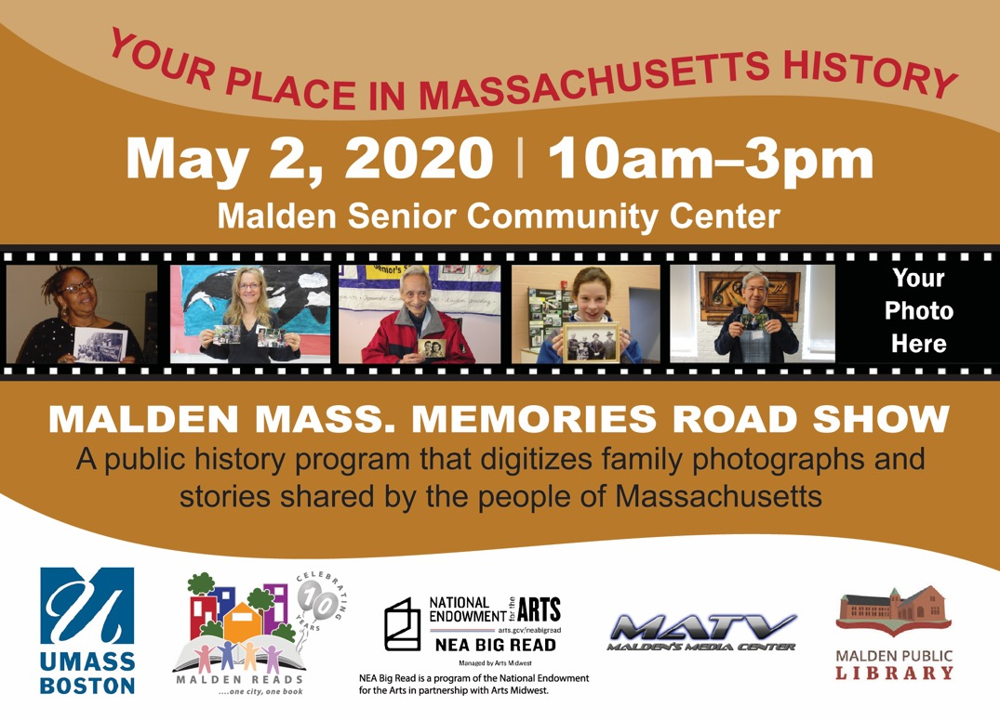 YOUR PLACE IN MASSACHUSETTS HISTORY
May 2, 2020 | 10am–3pm
Malden Senior Community Center
Your
Photo
Here
MALDEN MASS. MEMORIES ROAD SHOW
A public history program that digitizes family photographs and
stories shared by the people of Massachusetts
UMASS
BOSTON
CELEBRATING
10
YEARS
MALDEN READS
....one city, one book
NATIONAL
ENDOWMENT
for the
ARTS
arts.gov/neabigread
NEA BIG READ
Managed by Arts Midwest
NEA Big Read is a program of the National Endowment
for the Arts in partnership with Arts Midwest.
MATV
MALDEN'S MEDIA CENTER
MALDEN PUBLIC
LIBRARY